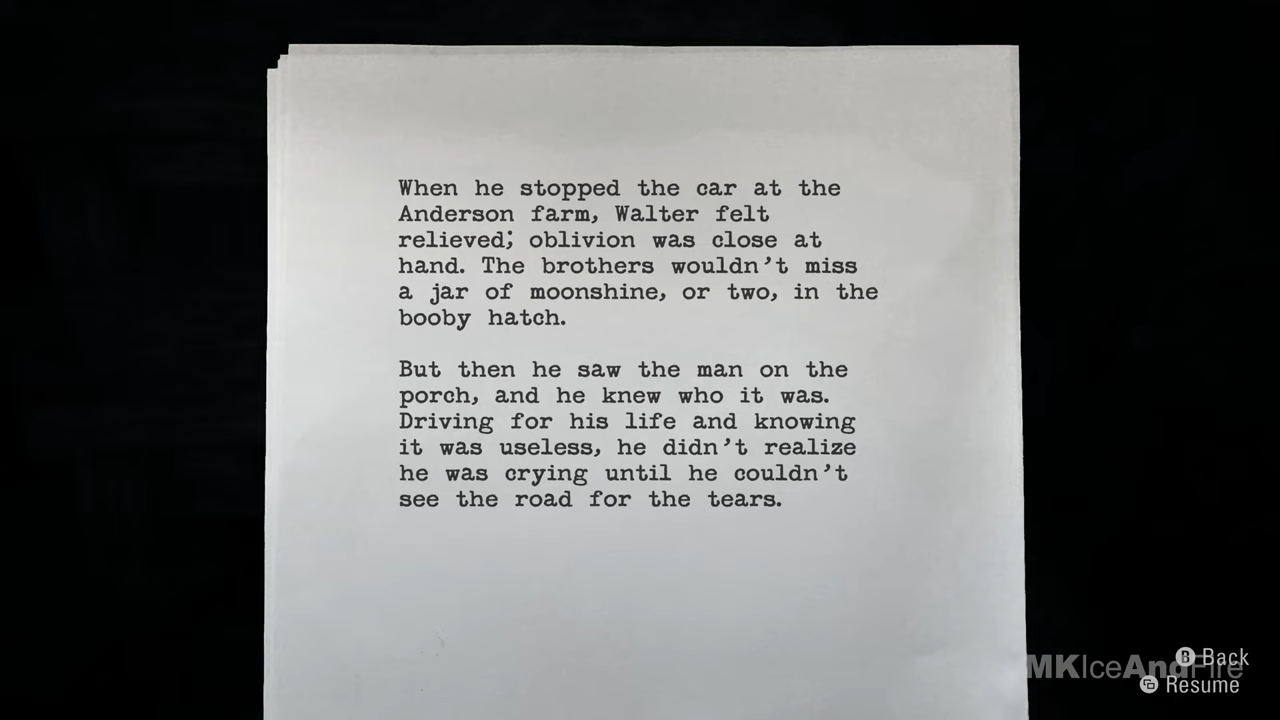 When he stopped the car at the
Anderson farm, Walter felt
relieved; oblivion was close at
hand. The brothers wouldn't miss
a jar of moonshine, or two, in the
booby hatch.
But then he saw the man on the
porch, and he knew who it was.
Driving for his life and knowing
it was useless, he didn't realize
he was crying until he couldn't
see the road for the tears.
MKIceAndFire
B Back
Resume